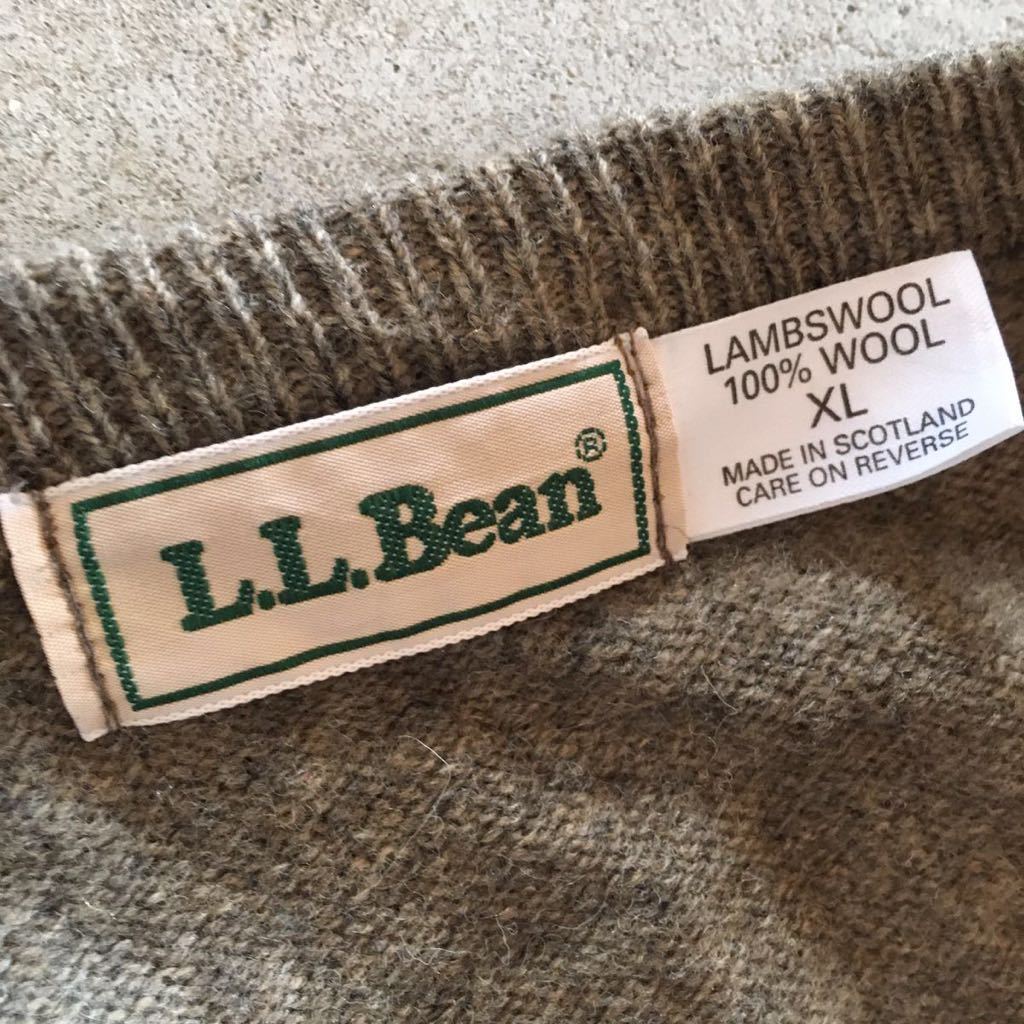 L.L.Bean®
LAMBSWOOL
100% WOOL
XL
MADE IN SCOTLAND
CARE ON REVERSE